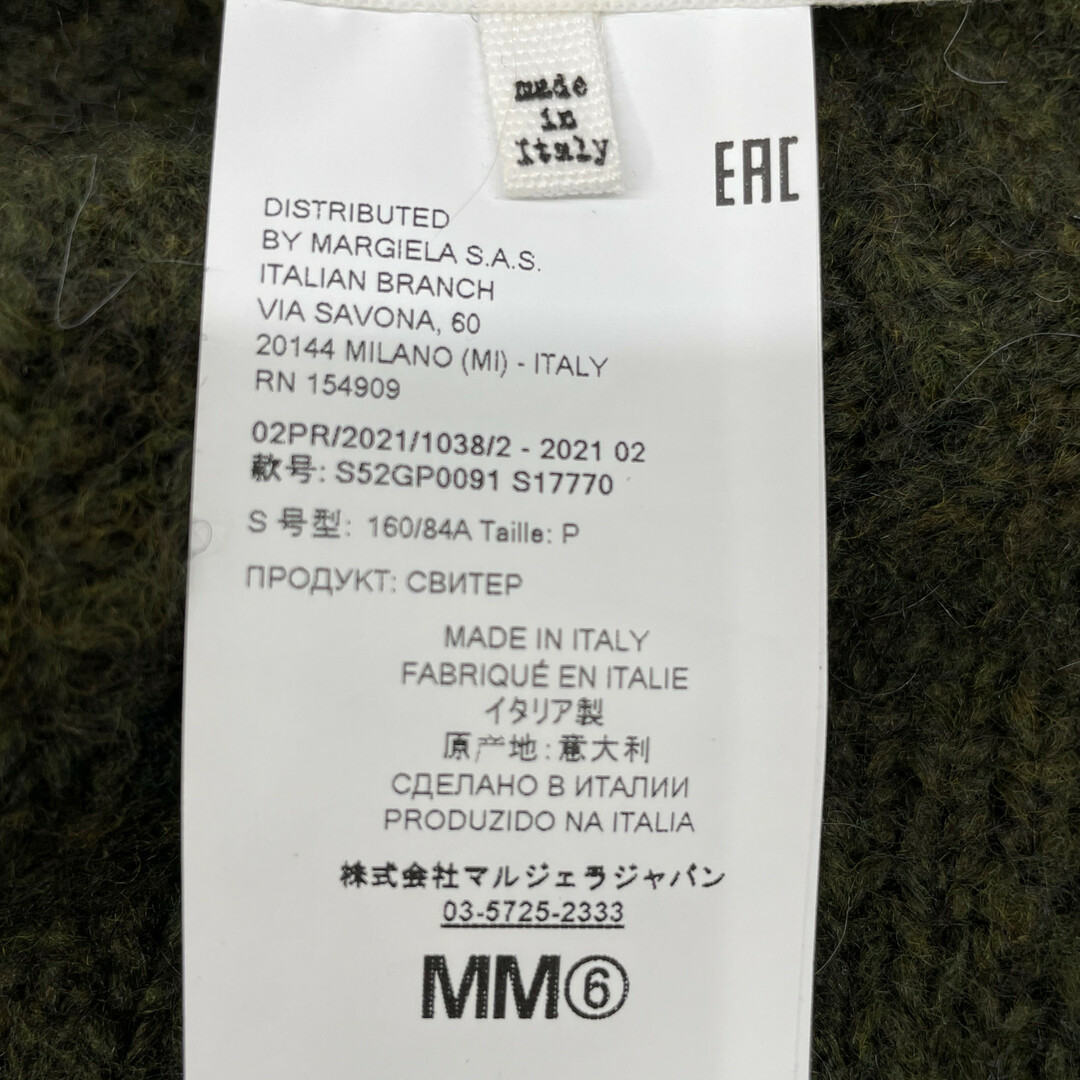 made
in
Italy
EAC
DISTRIBUTED
BY MARGIELA S.A.S.
ITALIAN BRANCH
VIA SAVONA, 60
20144 MILANO (MI) - ITALY
RN 154909
02PR/2021/1038/2 - 2021 02
款号: S52GP0091 S17770
S 号型: 160/84A Taille: P
ПРОДУКТ: СВИТЕР
MADE IN ITALY
FABRIQUÉ EN ITALIE
イタリア製
原产地: 意大利
СДЕЛАНО В ИТАЛИИ
PRODUZIDO NA ITALIA
株式会社マルジェラジャパン
03-5725-2333
MM⑥